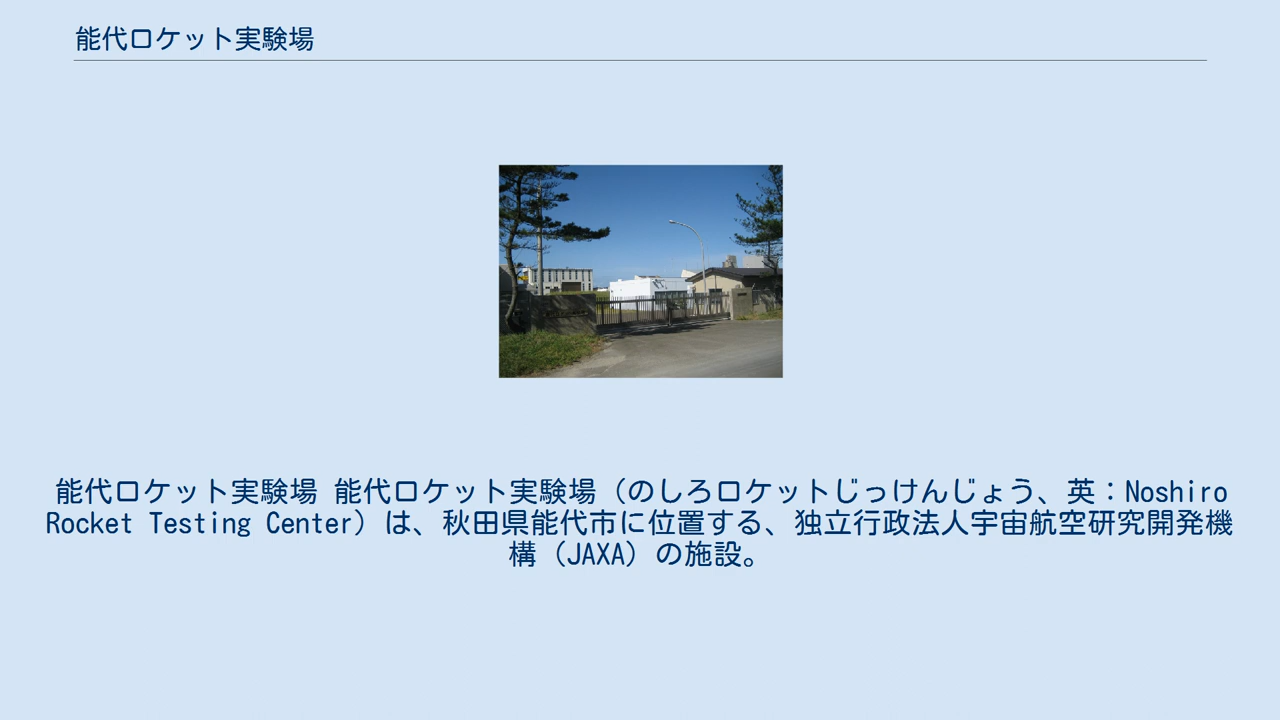 能代ロケット実験場
能代ロケット実験場 能代ロケット実験場（のしろロケットじっけんじょう、英：Noshiro
Rocket Testing Center）は、秋田県能代市に位置する、独立行政法人宇宙航空研究開発機
構（JAXA）の施設。